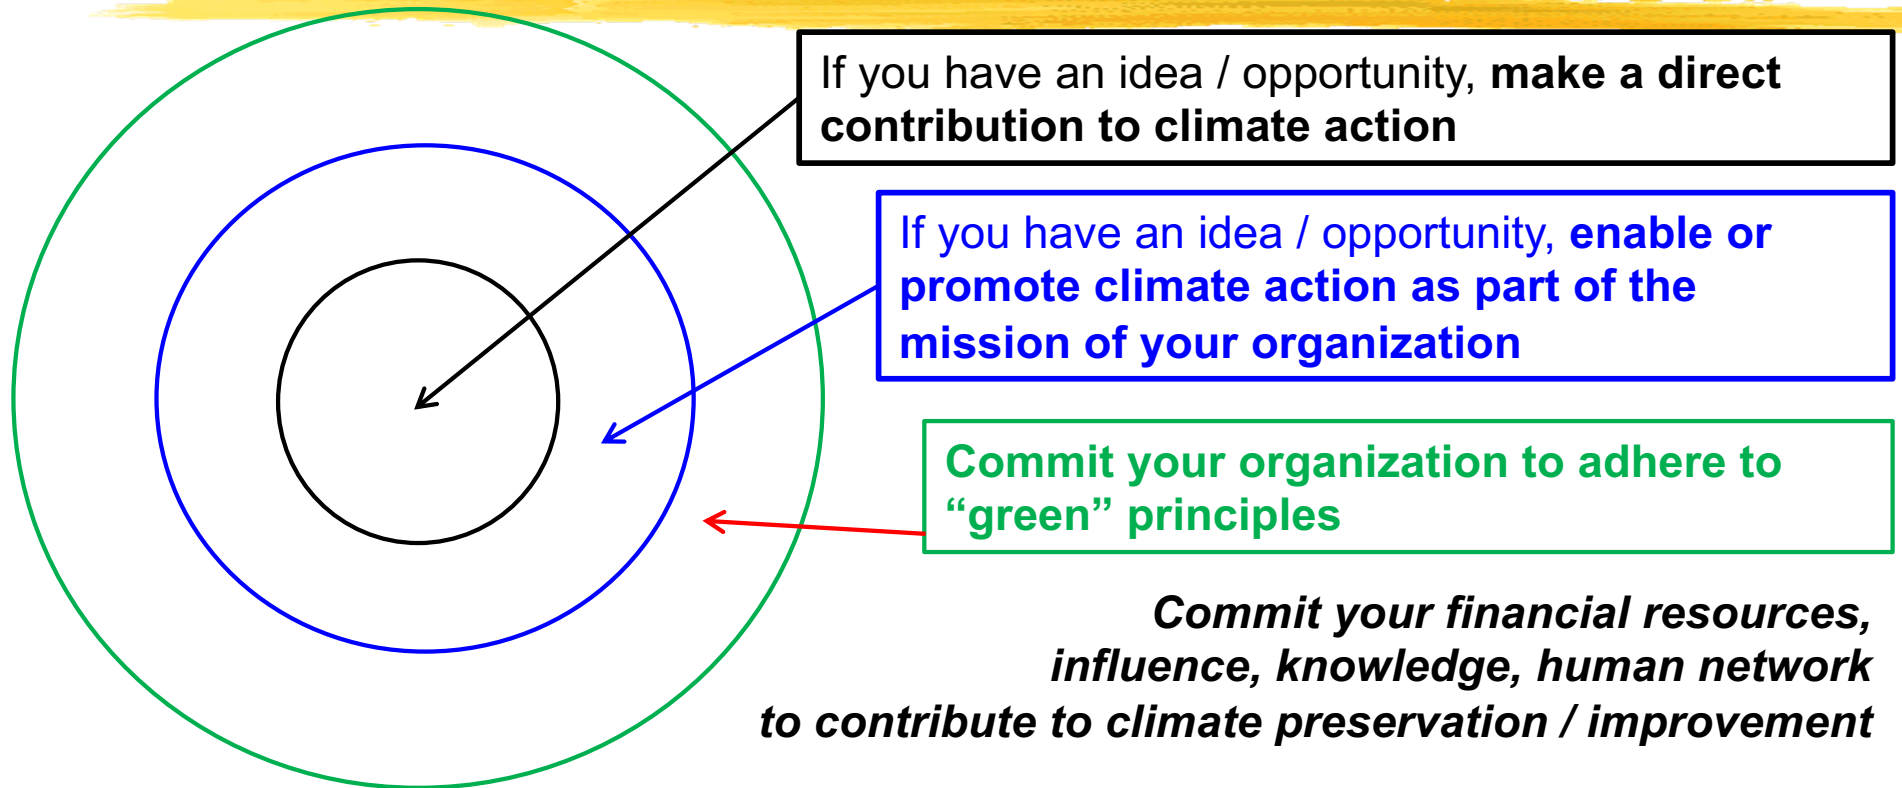 If you have an idea / opportunity, make a direct
contribution to climate action
If you have an idea / opportunity, enable or
promote climate action as part of the
mission of your organization
Commit your organization to adhere to
“green” principles
Commit your financial resources,
influence, knowledge, human network
to contribute to climate preservation / improvement